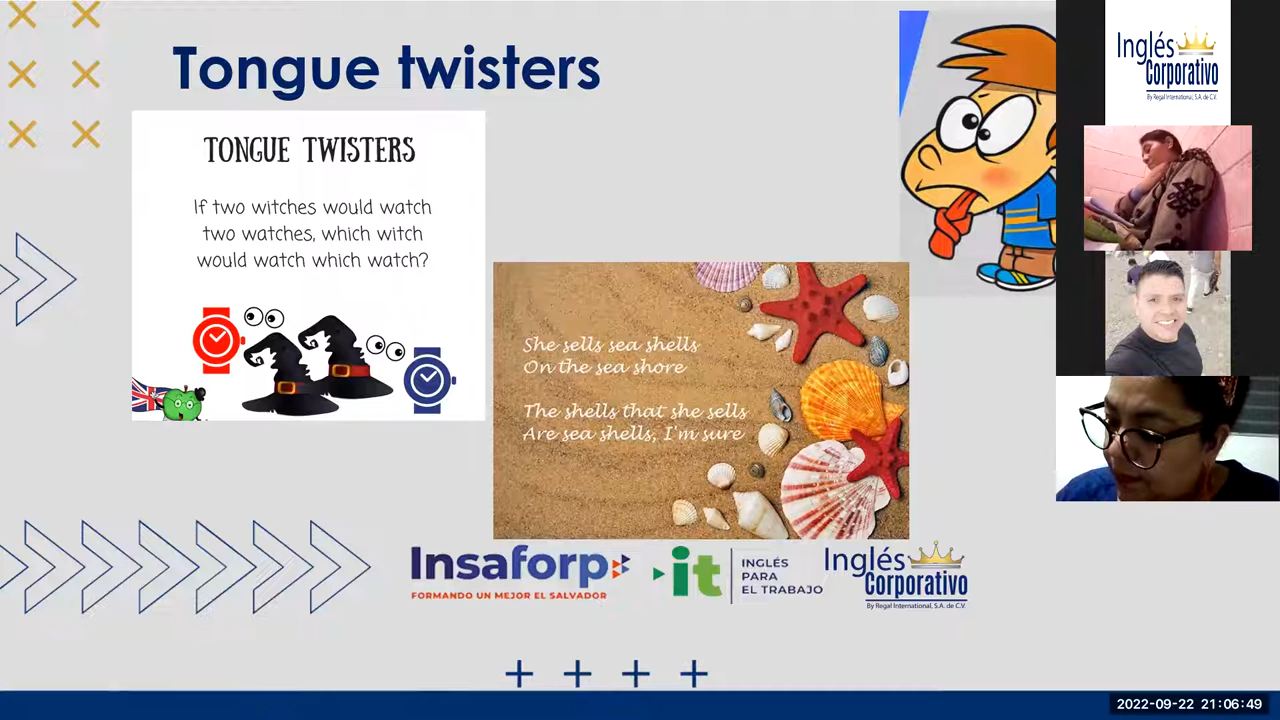 Tongue twisters
TONGUE TWISTERS
If two witches would watch
two watches, which witch
would watch which watch?
She sells sea shells
On the sea shore
The shells that she sells
Are sea shells, I'm sure
Insaforp
FORMANDO UN MEJOR EL SALVADOR
it
INGLÉS
PARA
EL TRABAJO
Inglés
Corporativo
By Regal International, S.A. de C.V.
Inglés
Corporativo
By Regal International, S.A. de C.V.
2022-09-22 21:06:49